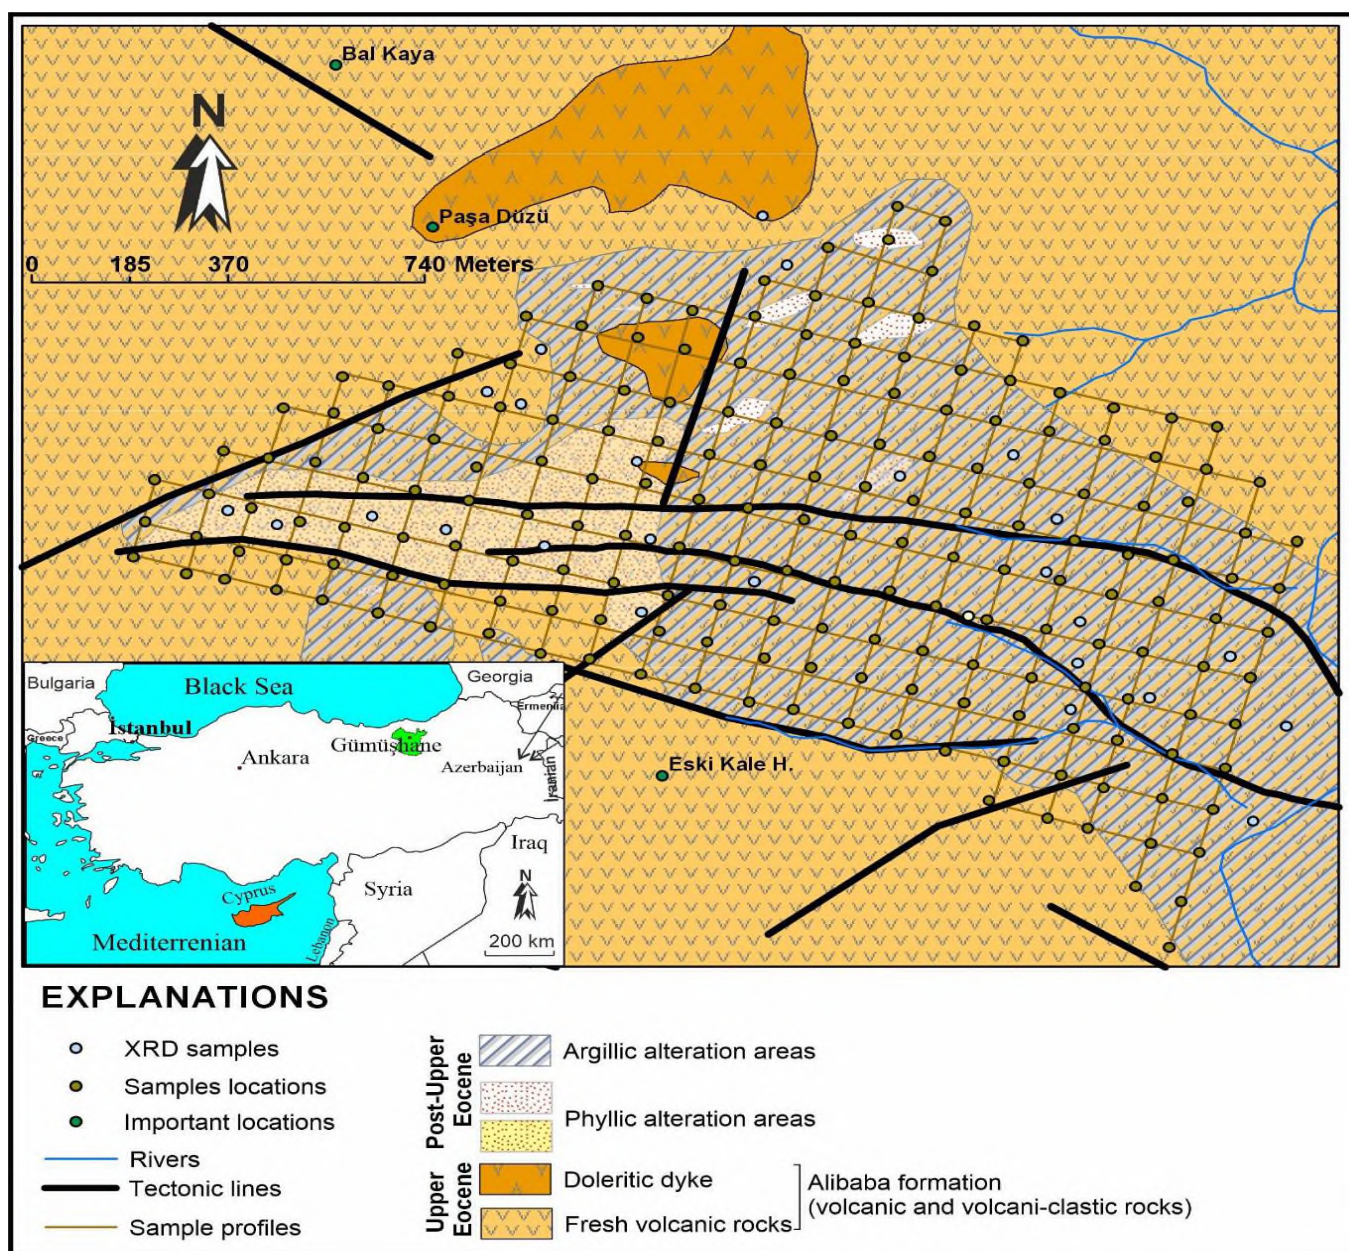 Bal Kaya
N
Paşa Düzü
0 185 370 740 Meters
Bulgaria
Black Sea
Georgia
Ermenia
İstanbul
Greece
Ankara
Gümüşhane
Azerbaijan
Iranian
Eski Kale H.
Iraq
Syria
Cyprus
N
Lebanon
Mediterrenian
200 km
EXPLANATIONS
XRD samples
Samples locations
Important locations
Rivers
Tectonic lines
Sample profiles
Post-Upper
Eocene
Argillic alteration areas
Phyllic alteration areas
Upper
Eocene
Doleritic dyke
Fresh volcanic rocks
Alibaba formation
(volcanic and volcani-clastic rocks)